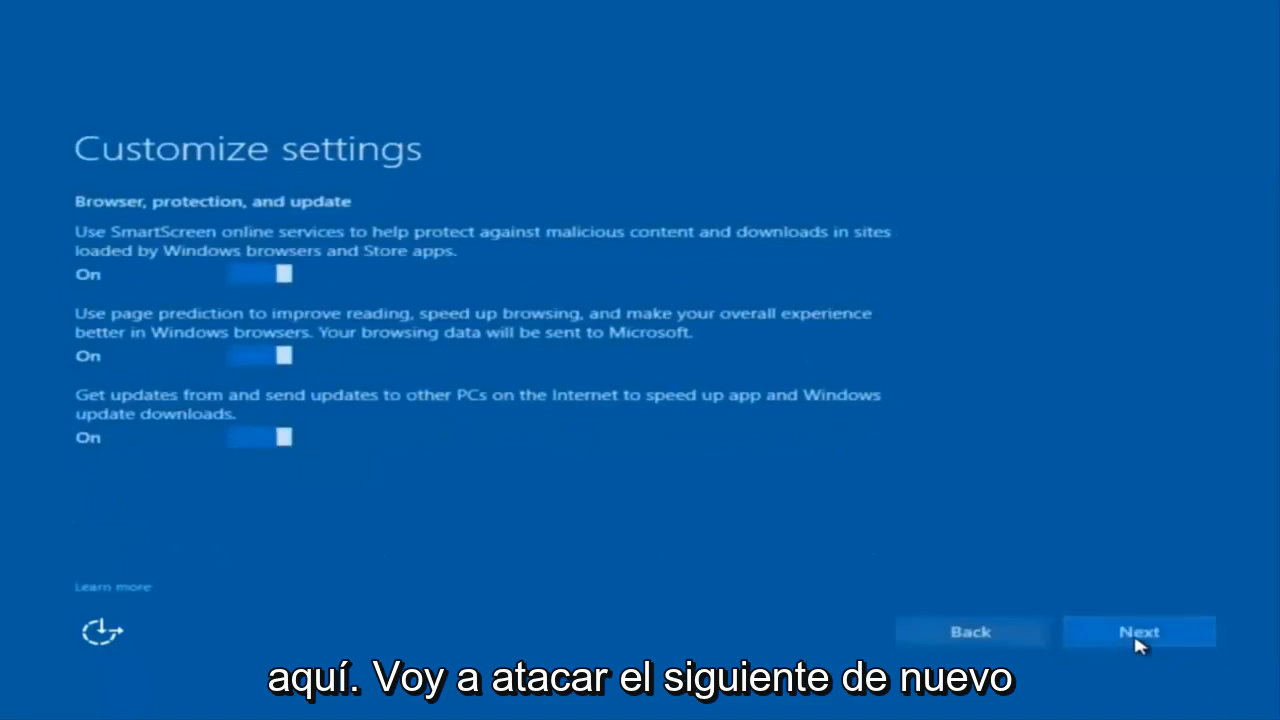 Customize settings
Browser, protection, and update
Use SmartScreen online services to help protect against malicious content and downloads in sites
loaded by Windows browsers and Store apps.
On
Use page prediction to improve reading, speed up browsing, and make your overall experience
better in Windows browsers. Your browsing data will be sent to Microsoft.
On
Get updates from and send updates to other PCs on the Internet to speed up app and Windows
update downloads.
On
Learn more
Back
Next
aquí. Voy a atacar el siguiente de nuevo